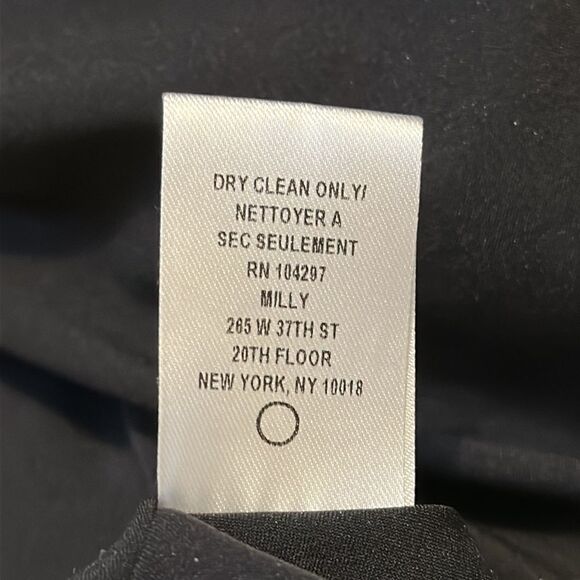 DRY CLEAN ONLY/
NETTOYER A
SEC SEULEMENT
RN 104297
MILLY
265 W 37TH ST
20TH FLOOR
NEW YORK, NY 10018